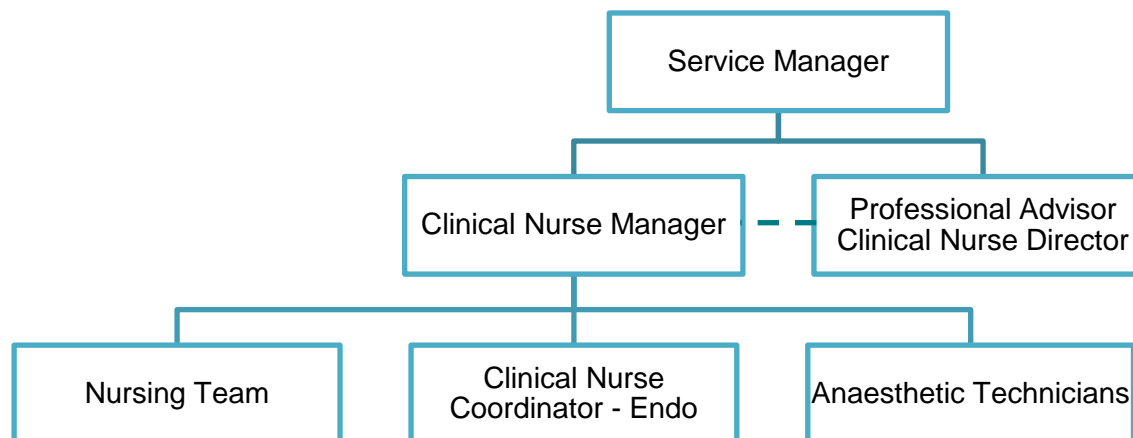 Service Manager
Clinical Nurse Manager
Professional Advisor
Clinical Nurse Director
Nursing Team
Clinical Nurse
Coordinator - Endo
Anaesthetic Technicians